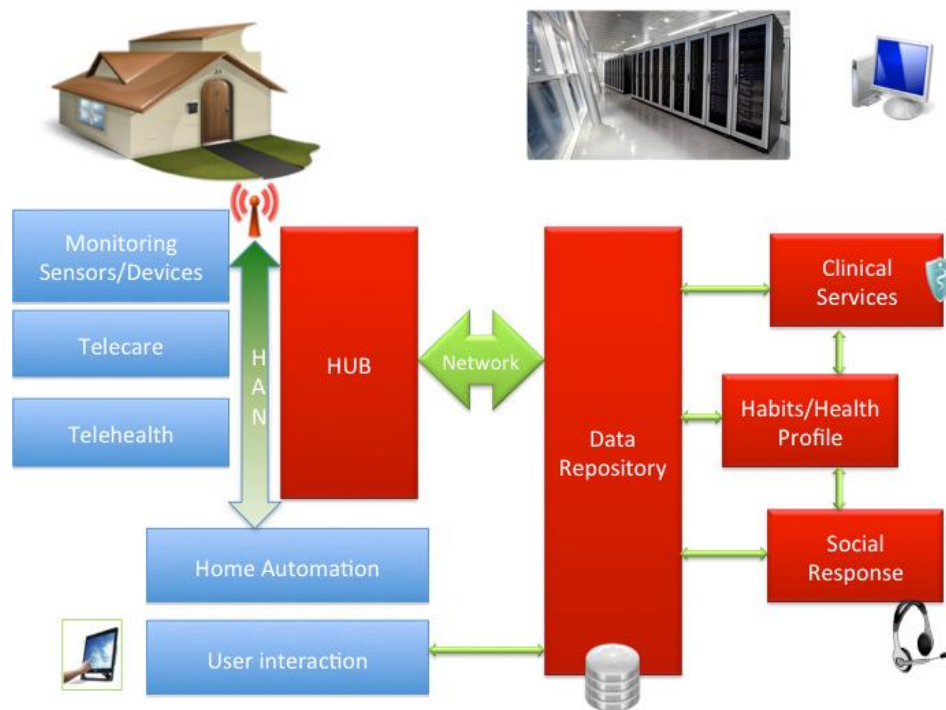 Monitoring
Sensors/Devices
Telecare
Telehealth
HAN
HUB
Network
Data
Repository
Clinical
Services
Habits/Health
Profile
Social
Response
Home Automation
User interaction